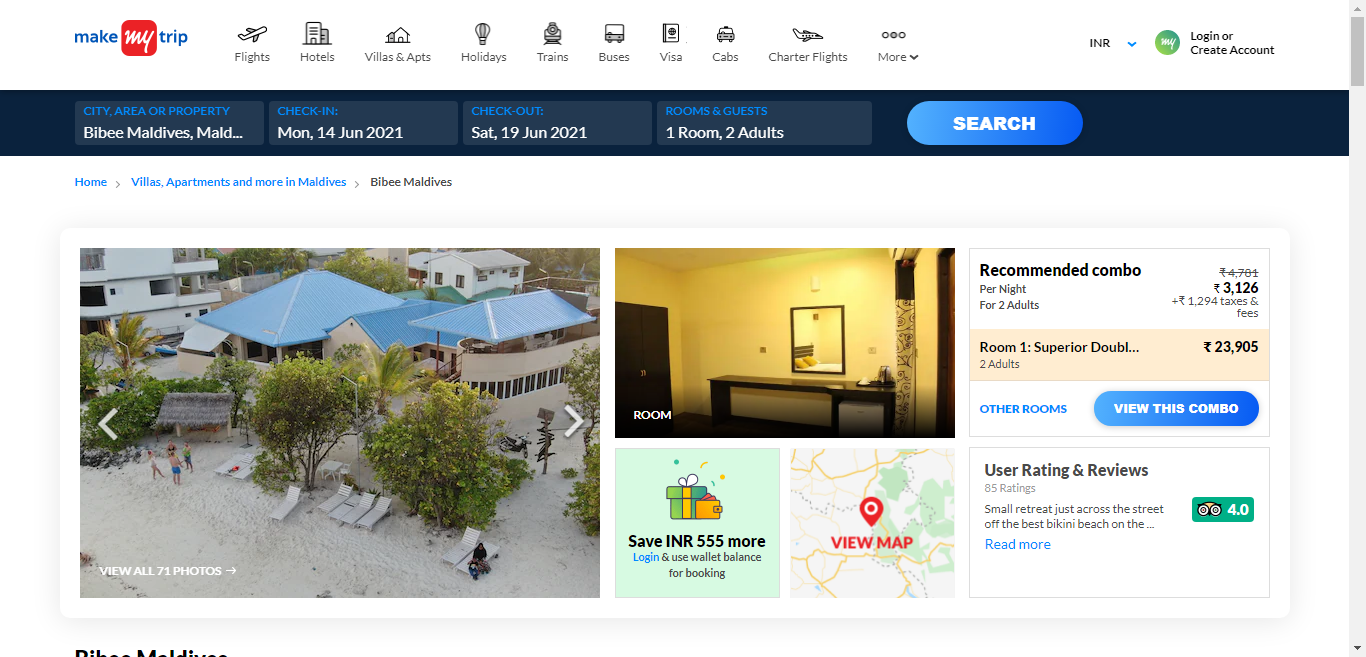 make my trip
Flights
Hotels
Villas & Apts
Holidays
Trains
Buses
Visa
Cabs
Charter Flights
More
INR
my
Login or
Create Account
CITY, AREA OR PROPERTY
Bibee Maldives, Mald...
CHECK-IN:
Mon, 14 Jun 2021
CHECK-OUT:
Sat, 19 Jun 2021
ROOMS & GUESTS
1 Room, 2 Adults
SEARCH
Home
Villas, Apartments and more in Maldives
Bibee Maldives
VIEW ALL 71 PHOTOS →
ROOM
Save INR 555 more
Login & use wallet balance
for booking
VIEW MAP
Recommended combo
Per Night
For 2 Adults
₹ 4,781
₹ 3,126
+₹ 1,294 taxes &
fees
Room 1: Superior Doubl...
2 Adults
₹ 23,905
OTHER ROOMS
VIEW THIS COMBO
User Rating & Reviews
85 Ratings
Small retreat just across the street
off the best bikini beach on the ...
Read more
4.0
Bibee Maldives